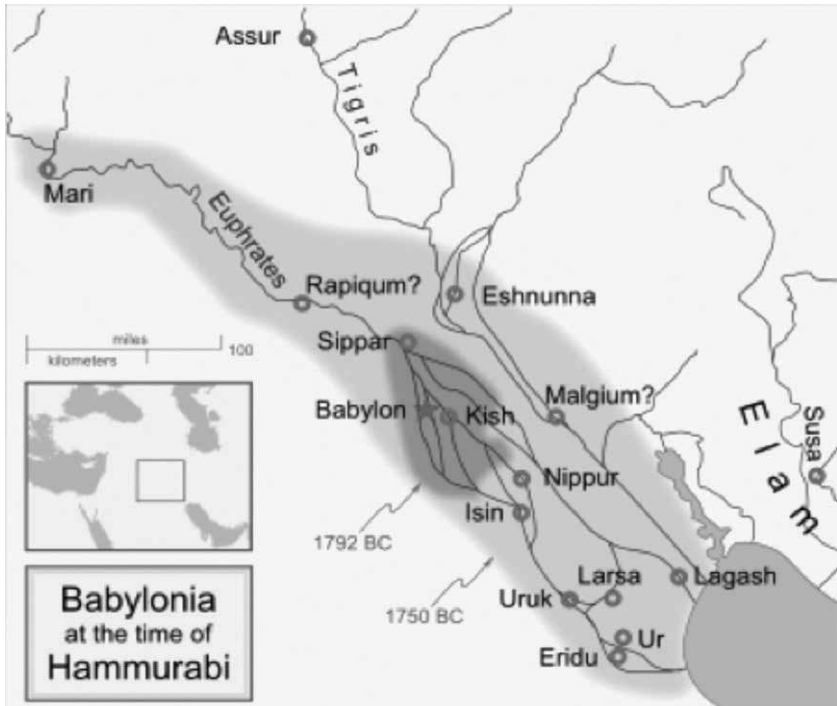 Assur
Tigris
Mari
Euphrates
Rapiqum?
Eshnunna
Sippar
miles
kilometers
100
Babylon
Kish
Malgium?
Elam
Susa
Nippur
Isin
1792 BC
Larsa
Lagash
Uruk
1750 BC
Ur
Eridu
Babylonia
at the time of
Hammurabi